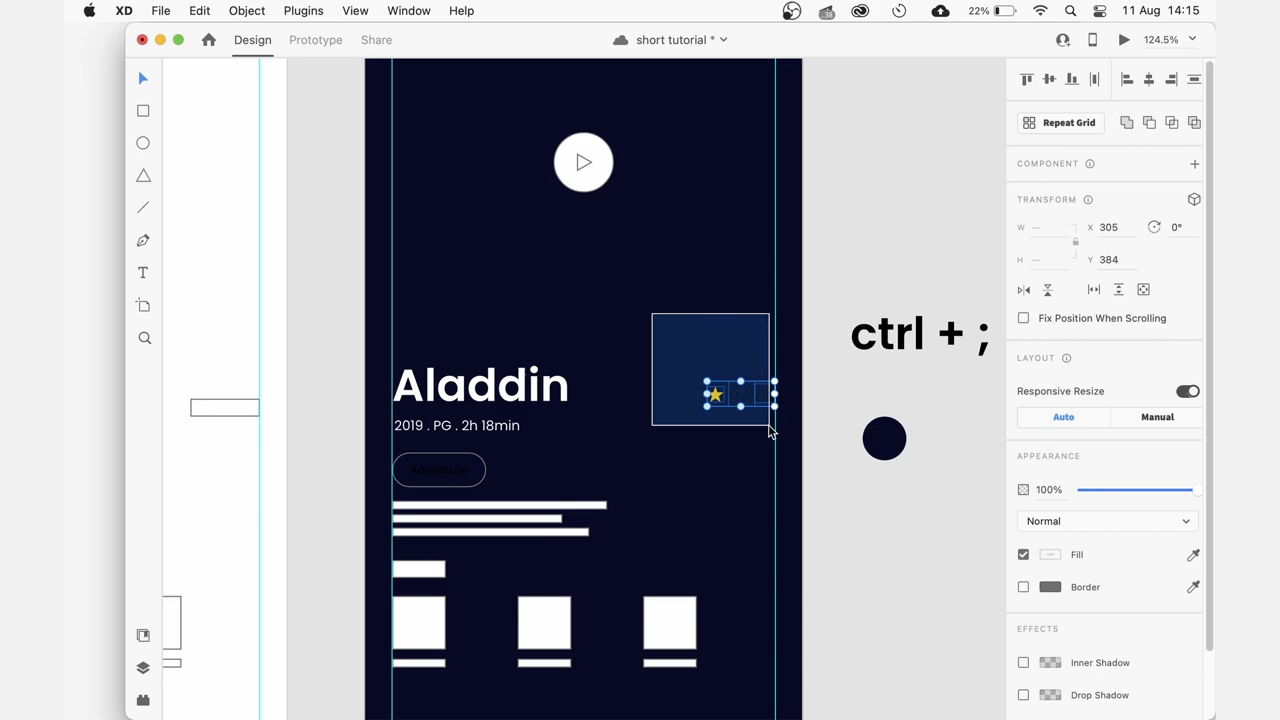 XD File Edit Object Plugins View Window Help
.38
22%
11 Aug 14:15
Design Prototype Share
short tutorial *
124.5%
Repeat Grid
COMPONENT
TRANSFORM
W — X 305 0°
H — Y 384
Fix Position When Scrolling
LAYOUT
Responsive Resize
Auto Manual
APPEARANCE
100%
Normal
Fill
Border
EFFECTS
Inner Shadow
Drop Shadow
T
Aladdin
2019 . PG . 2h 18min
Adventure
ctrl + ;